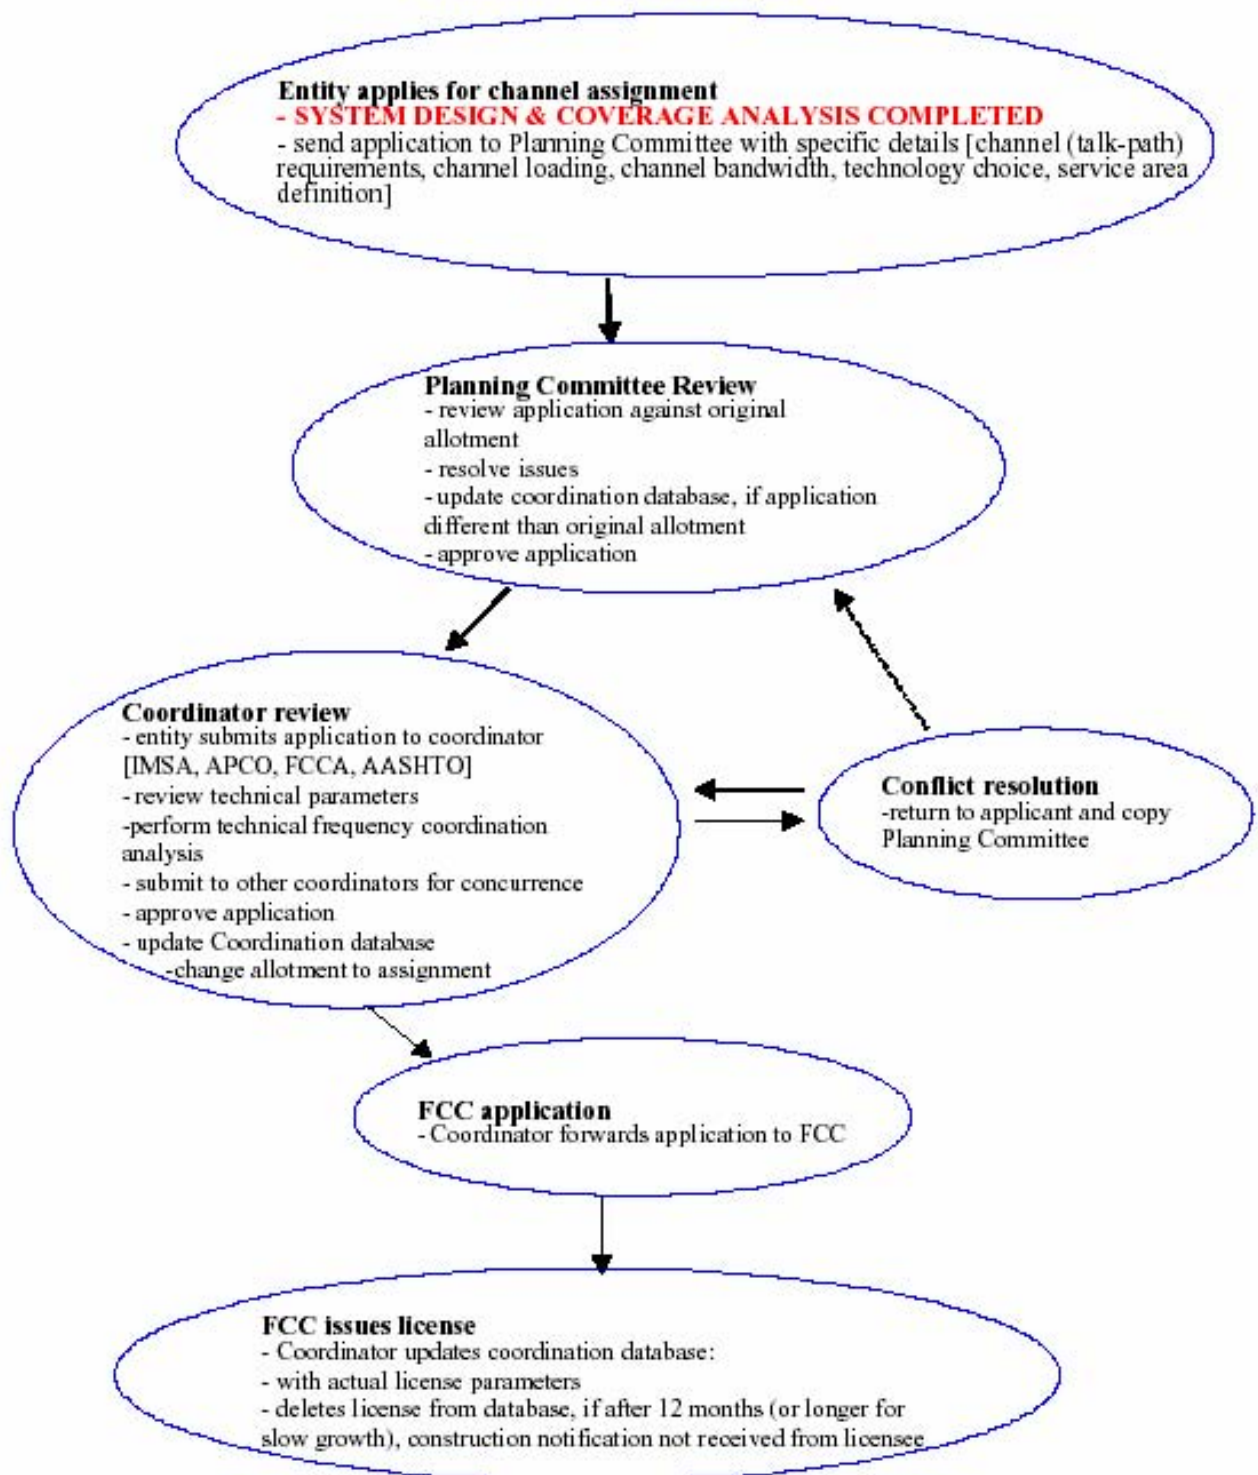 Entity applies for channel assignment
- SYSTEM DESIGN & COVERAGE ANALYSIS COMPLETED
- send application to Planning Committee with specific details [channel (talk-path)
requirements, channel loading, channel bandwidth, technology choice, service area
definition]
Planning Committee Review
- review application against original
allotment
- resolve issues
- update coordination database, if application
different than original allotment
- approve application
Coordinator review
- entity submits application to coordinator
[IMSA, APCO, FCCA, AASHTO]
- review technical parameters
-perform technical frequency coordination
analysis
- submit to other coordinators for concurrence
- approve application
- update Coordination database
-change allotment to assignment
Conflict resolution
-return to applicant and copy
Planning Committee
FCC application
- Coordinator forwards application to FCC
FCC issues license
- Coordinator updates coordination database:
- with actual license parameters
- deletes license from database, if after 12 months (or longer for
slow growth), construction notification not received from licensee